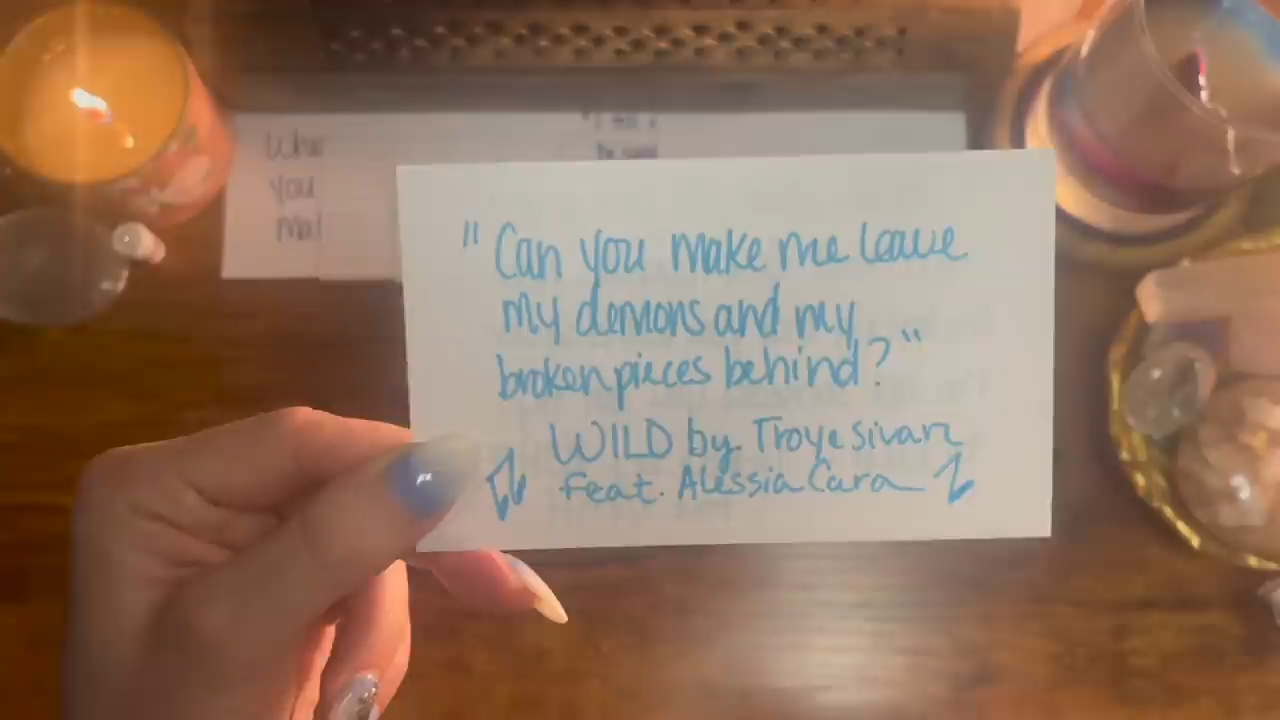 you
" Can you make me leave
my demons and my
broken pieces behind? "
WILD by Troye Sivan
feat. Alessia Cara